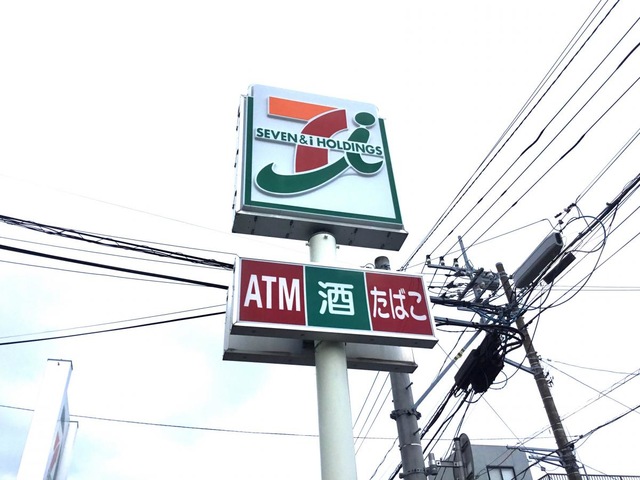 SEVEN & i HOLDINGS
ATM 酒 たばこ